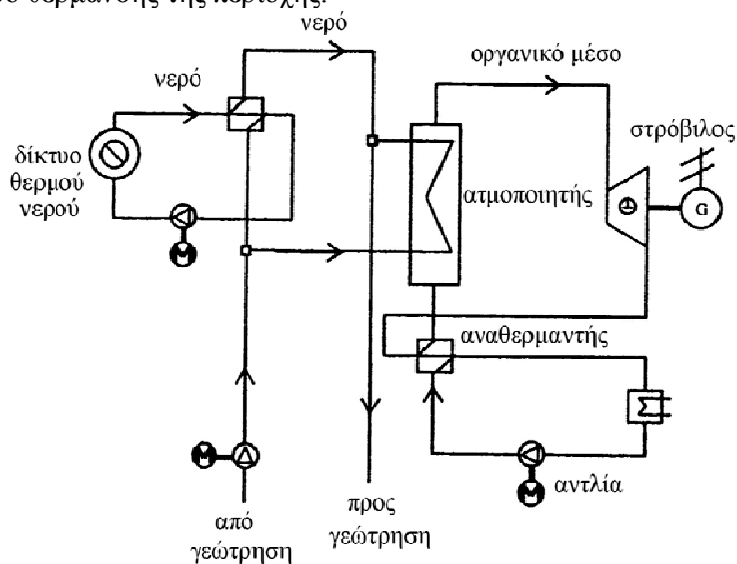 νερό
νερό
οργανικό μέσο
στρόβιλος
δίκτυο
θερμού
νερού
ατμοποιητής
G
αναθερμαντής
M
M
M
αντλία
από
γεώτρηση
προς
γεώτρηση